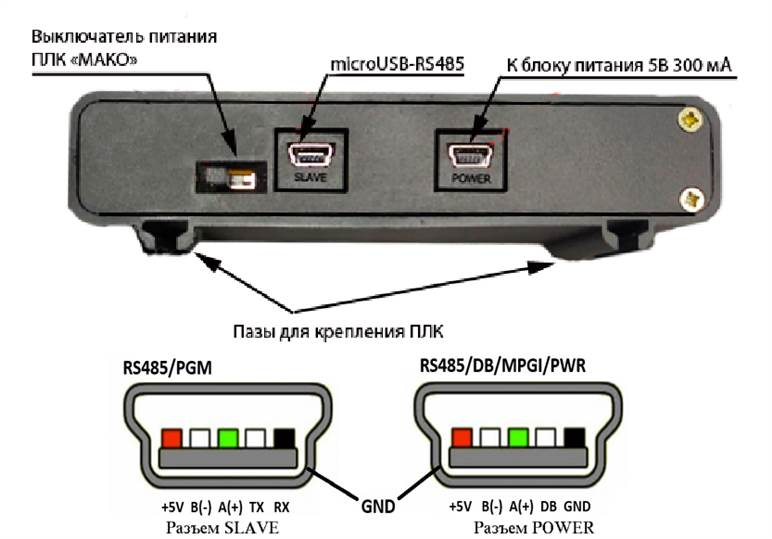 Выключатель питания
ПЛК «МАКО»
microUSB-RS485
К блоку питания 5В 300 мА
SLAVE
POWER
Пазы для крепления ПЛК
RS485/PGM
RS485/DB/MPGI/PWR
+5V B(-) A(+) TX RX
GND
+5V B(-) A(+) DB GND
Разъем SLAVE
Разъем POWER